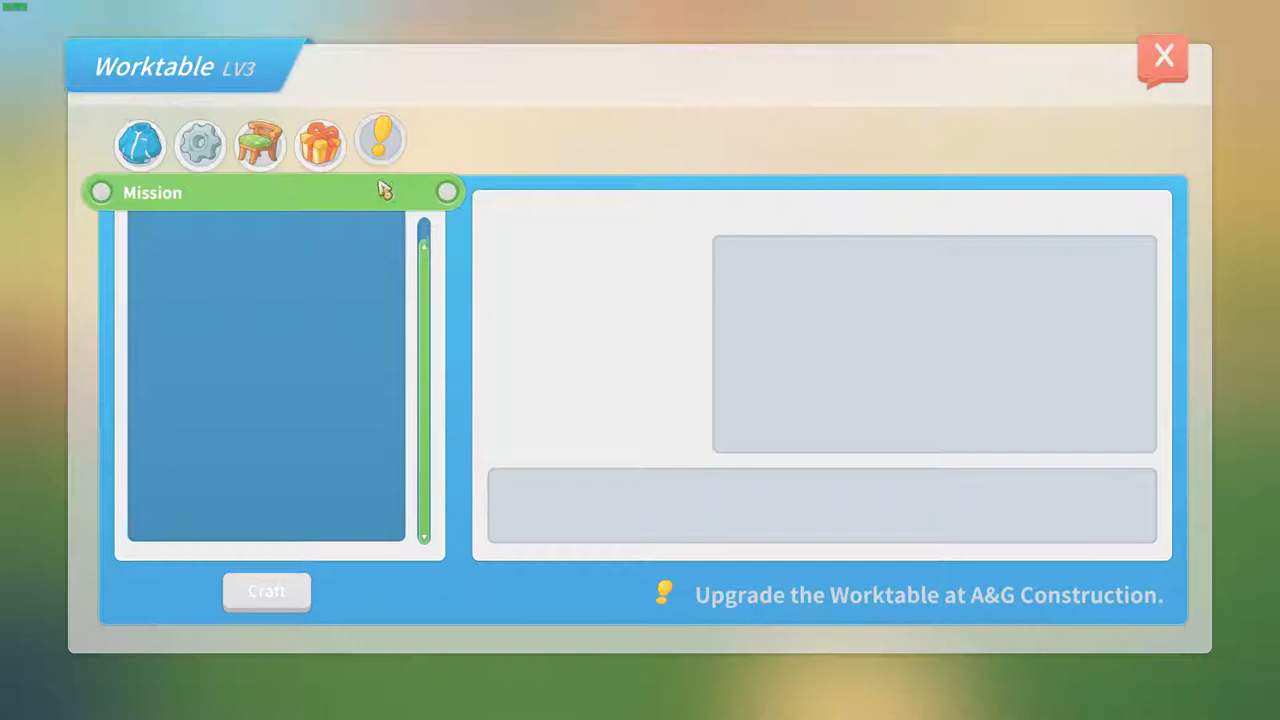 Worktable LV3
X
Mission
Craft
Upgrade the Worktable at A&G Construction.